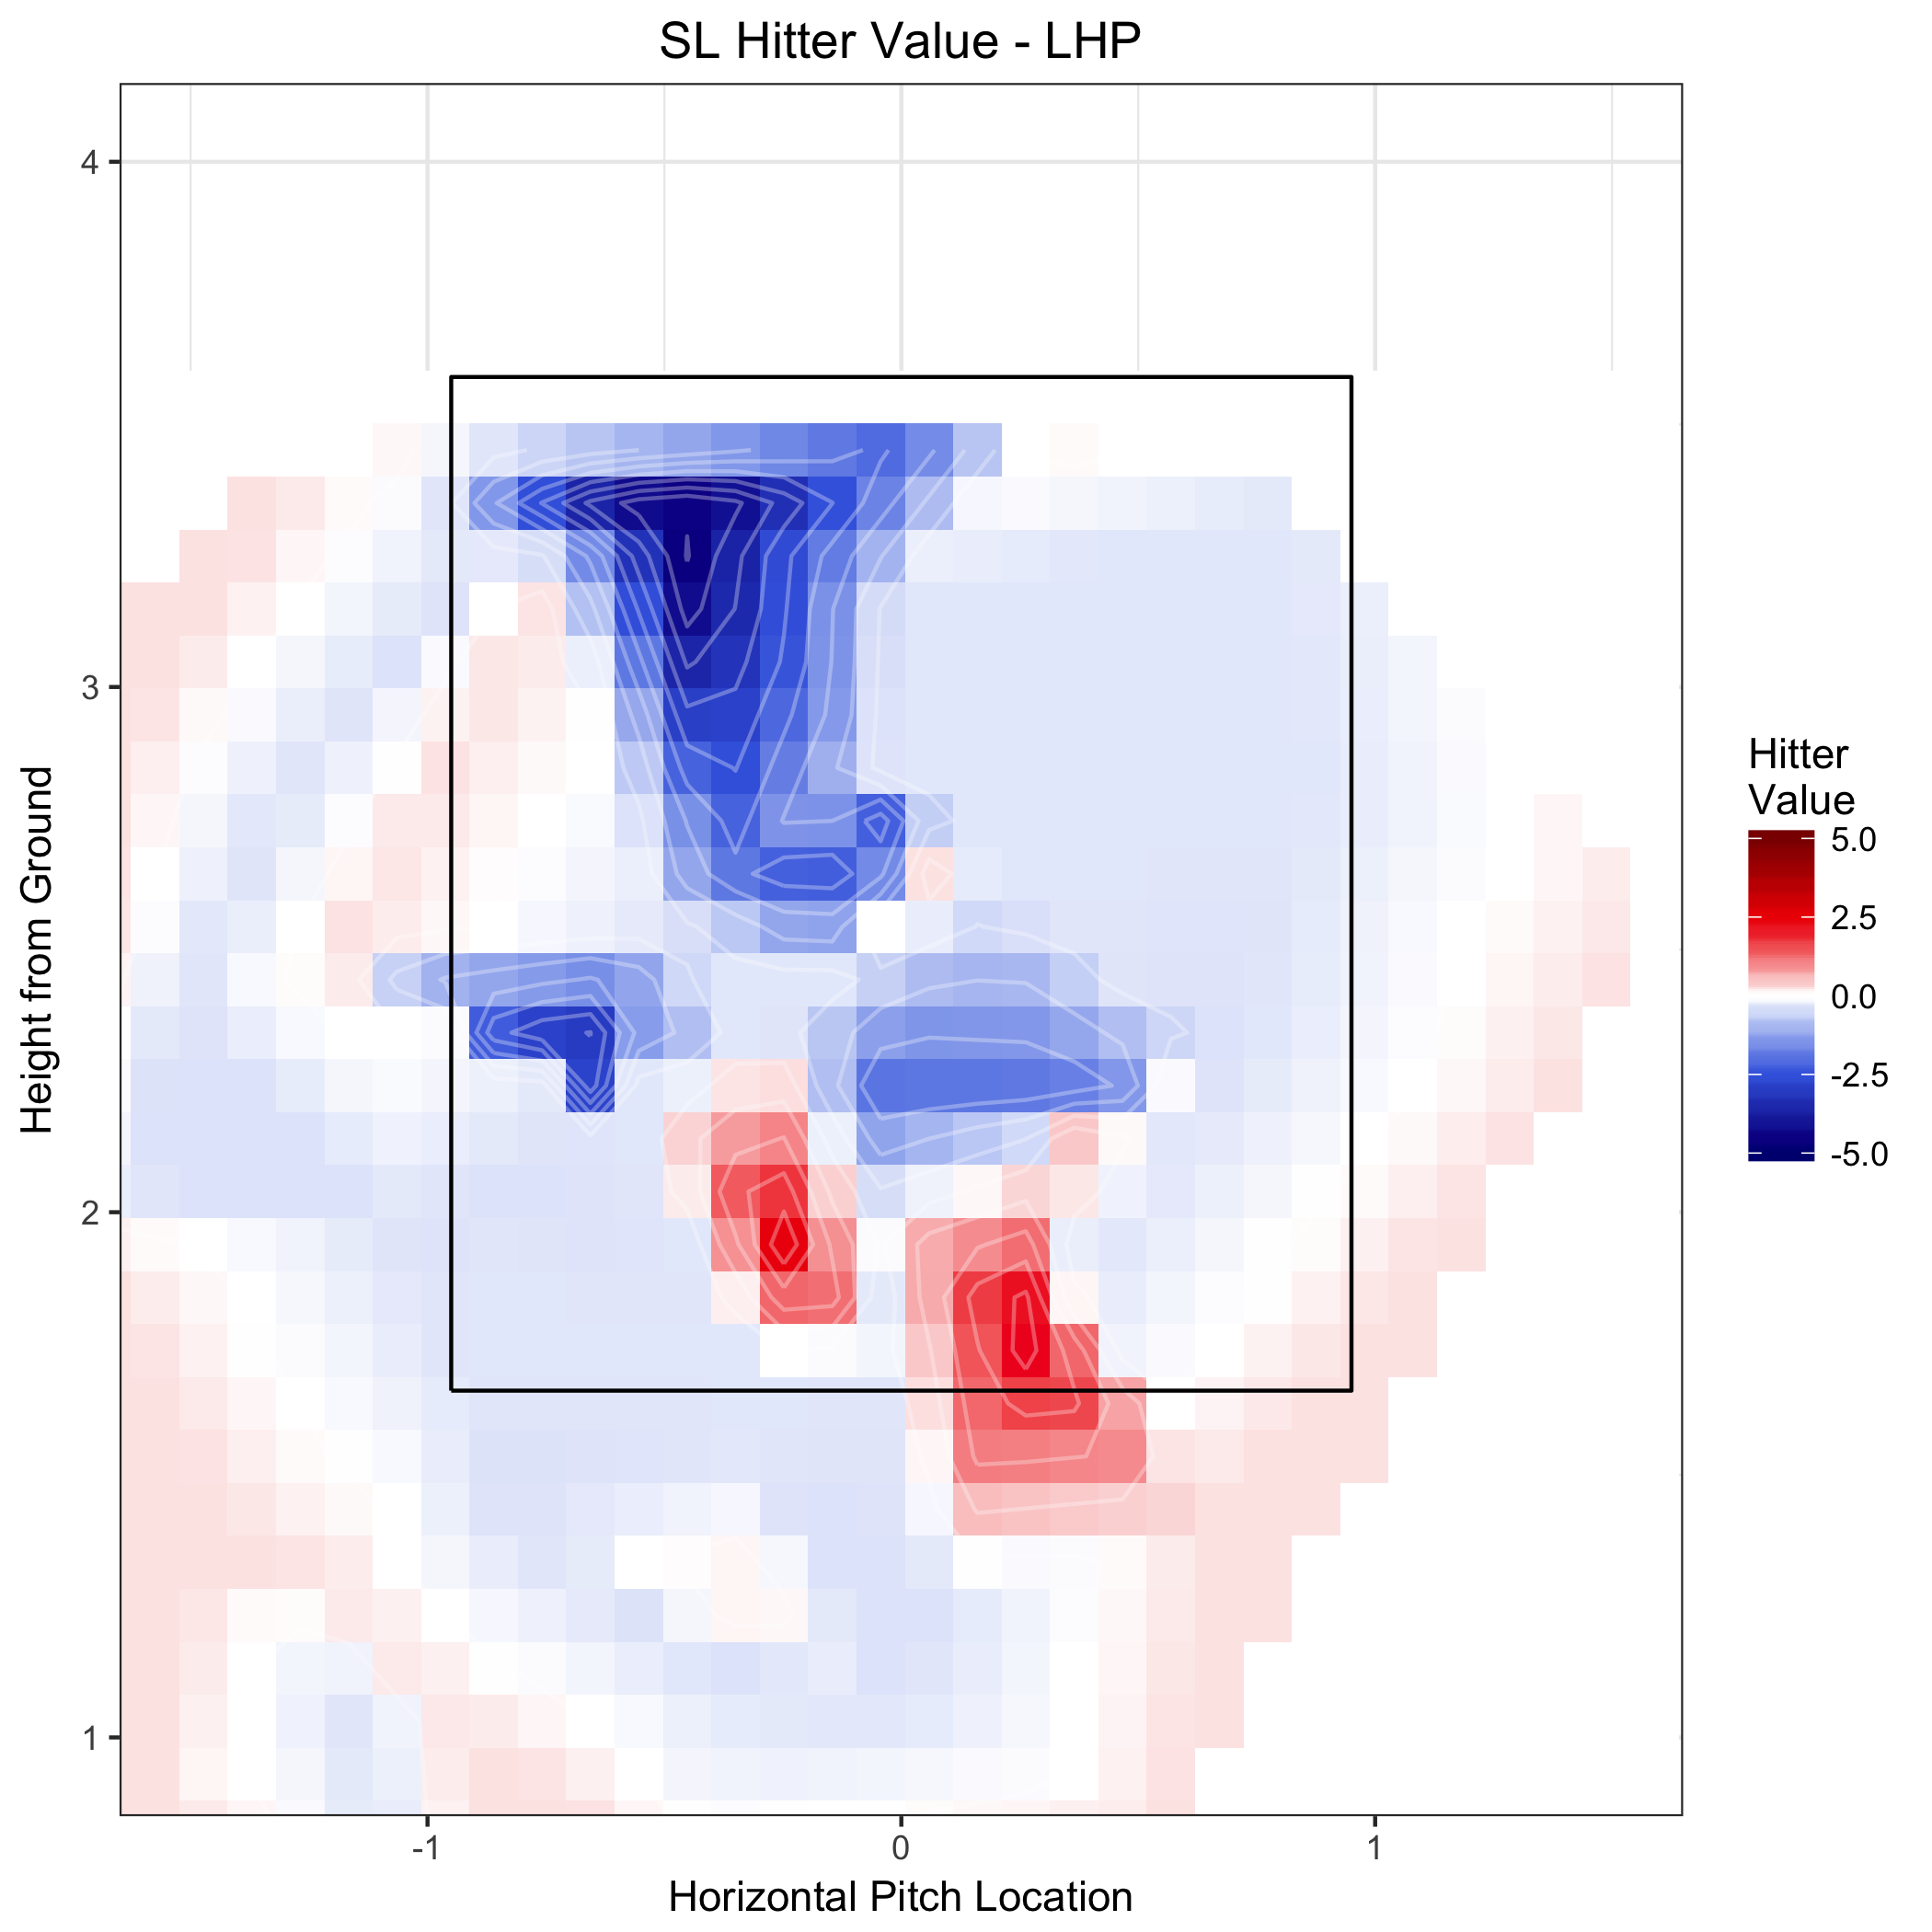 SL Hitter Value - LHP
4
3
2
1
Height from Ground
-1
0
1
Horizontal Pitch Location
Hitter
Value
5.0
2.5
0.0
-2.5
-5.0